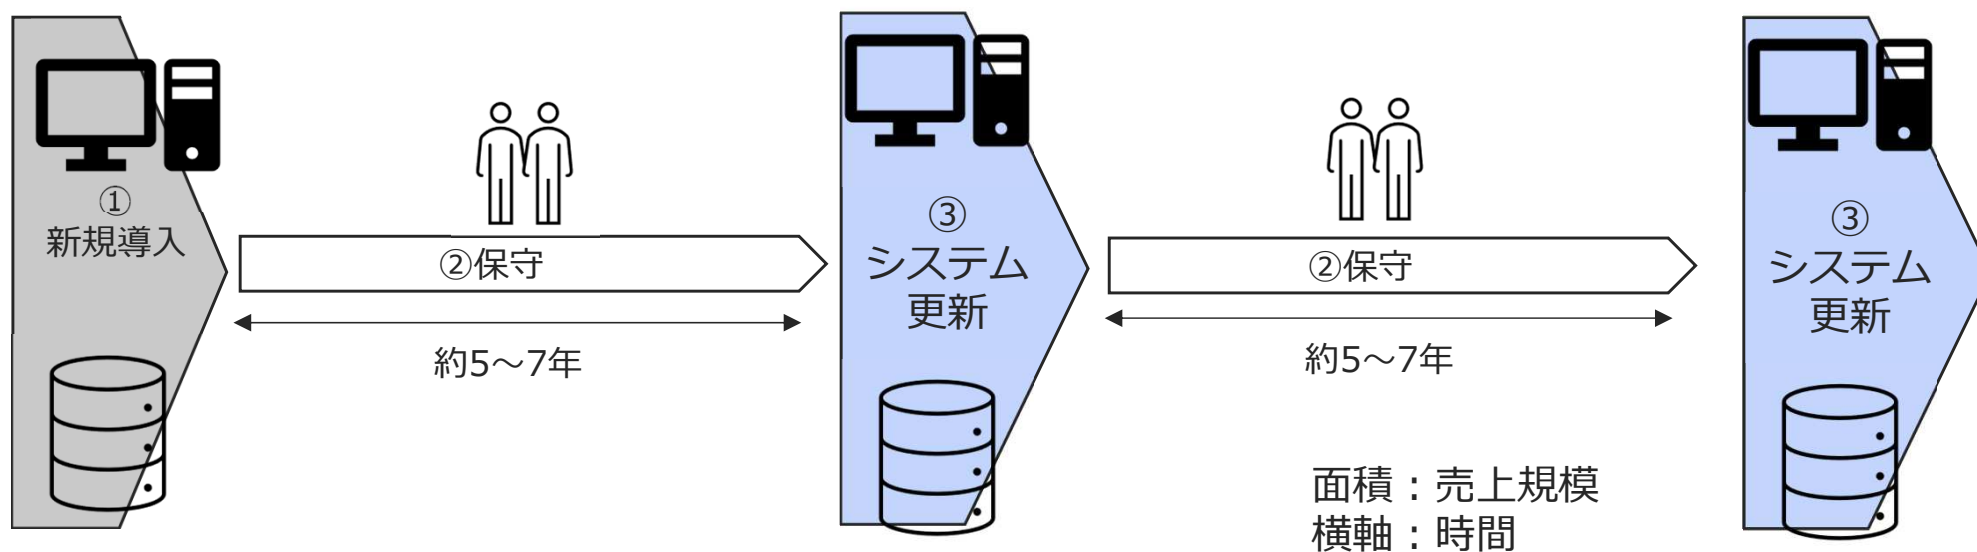 ①
新規導入
②保守
約5～7年
③
システム
更新
②保守
約5～7年
③
システム
更新
面積：売上規模
横軸：時間